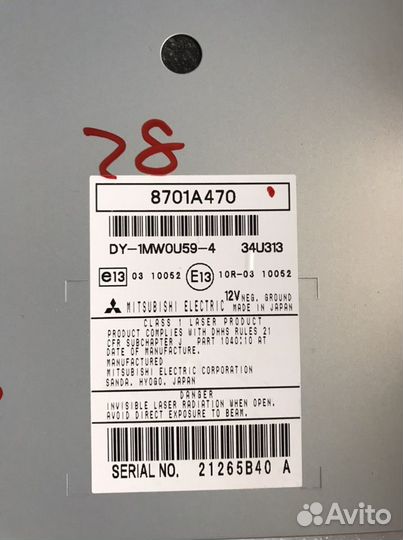 28
8701A470
DY-1MW0U59-4 34U313
e13 03 10052 E13 10R-03 10052
MITSUBISHI ELECTRIC 12V NEG. GROUND
MADE IN JAPAN
CLASS 1 LASER PRODUCT
PRODUCT COMPLIES WITH DHHS RULES 21
CFR SUBCHAPTER J PART 1040:10 AT
DATE OF MANUFACTURE.
MANUFACTURED
MITSUBISHI ELECTRIC CORPORATION
SANDA, HYOGO, JAPAN
DANGER
INVISIBLE LASER RADIATION WHEN OPEN.
AVOID DIRECT EXPOSURE TO BEAM.
SERIAL NO. 21265B40 A
Avito